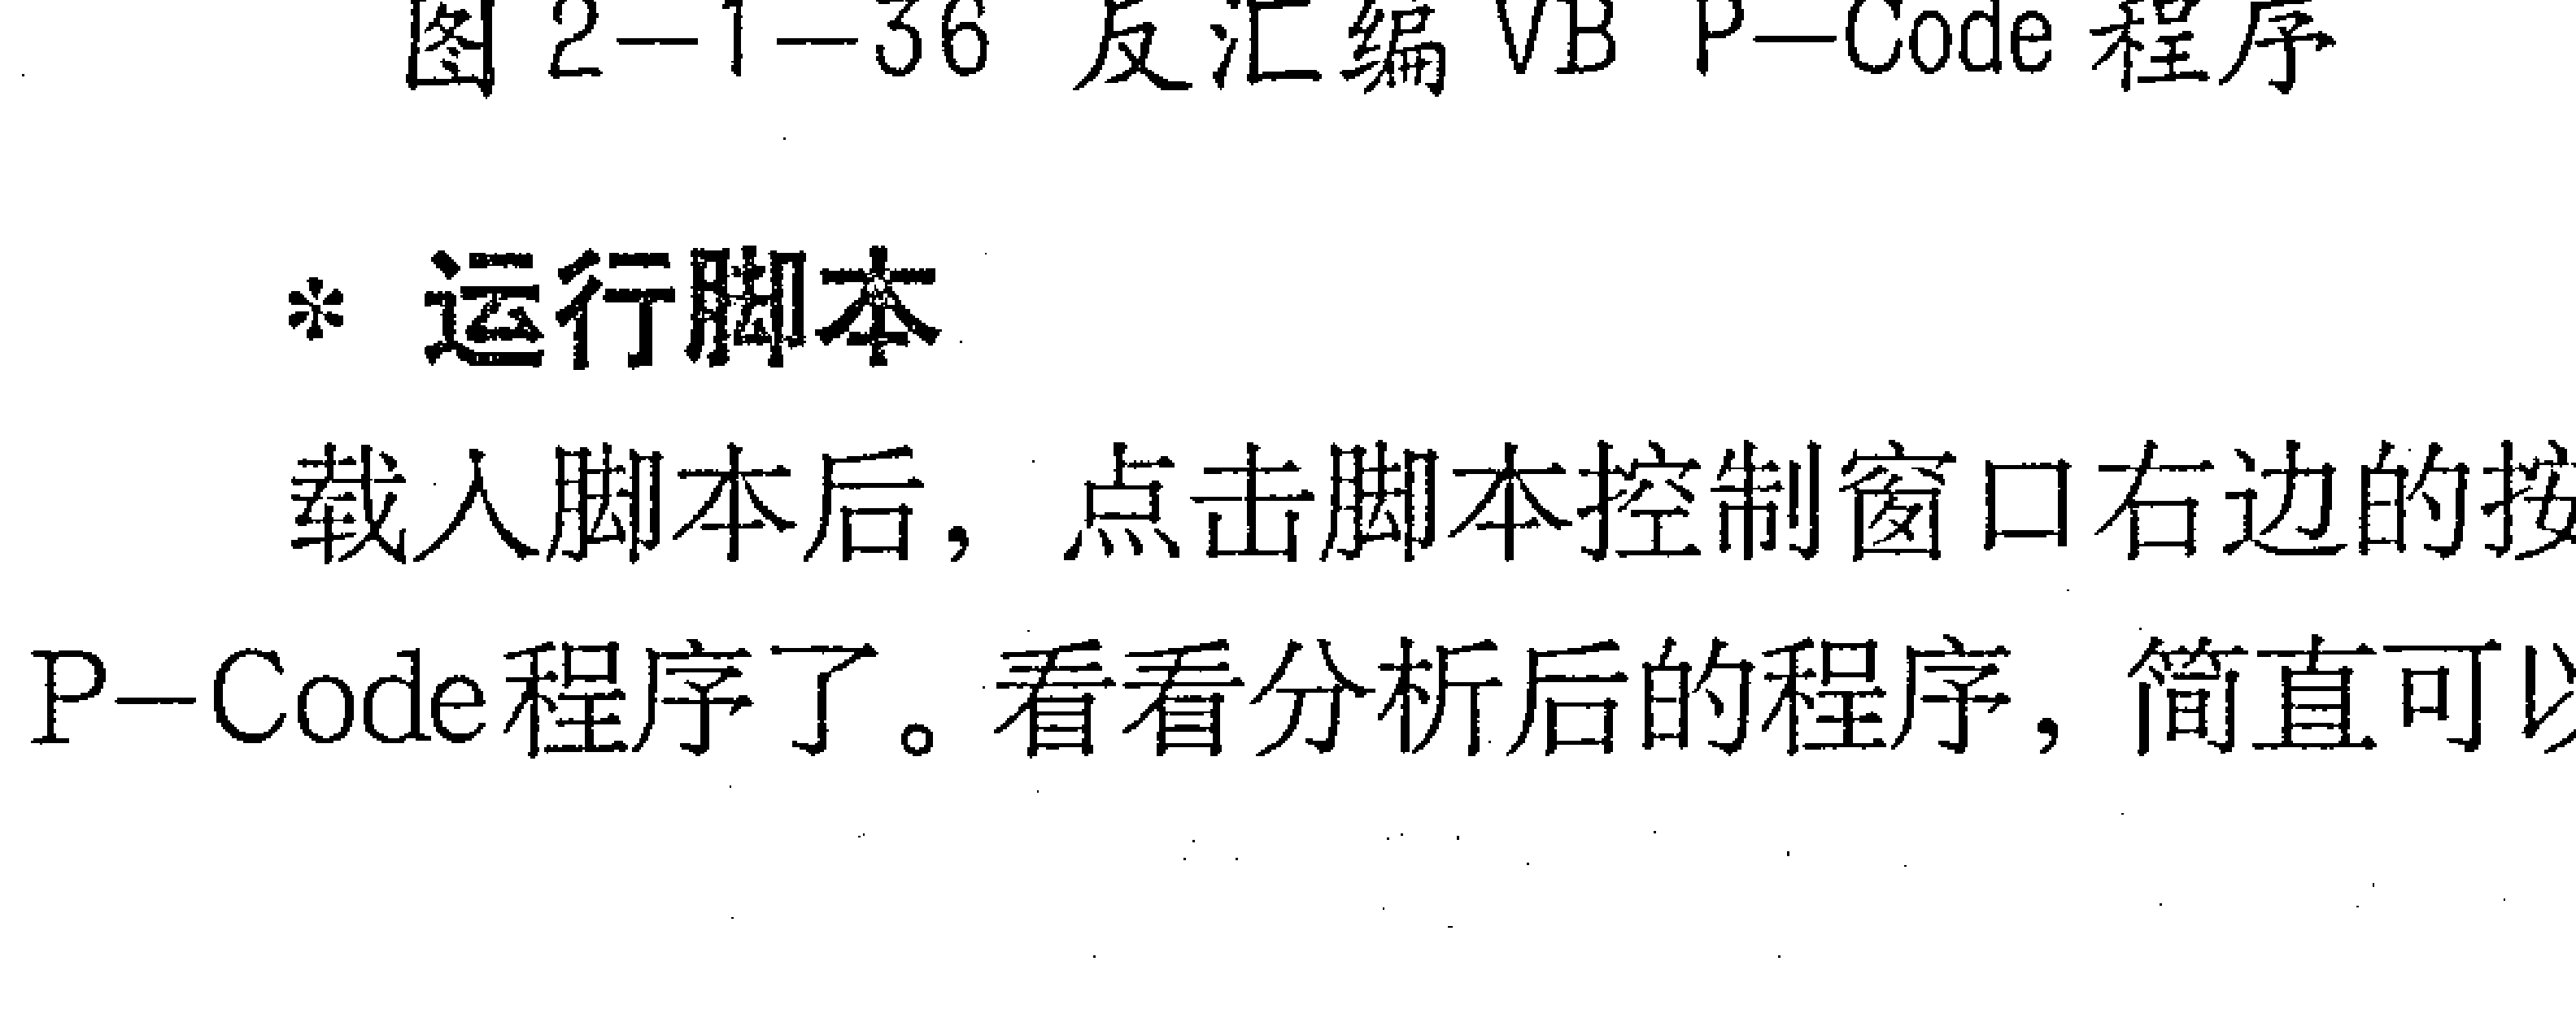 图 2-1-36 反汇编 VB P-Code 程序
* 运行脚本
载入脚本后，点击脚本控制窗口右边的按
P-Code程序了。看看分析后的程序，简直可以